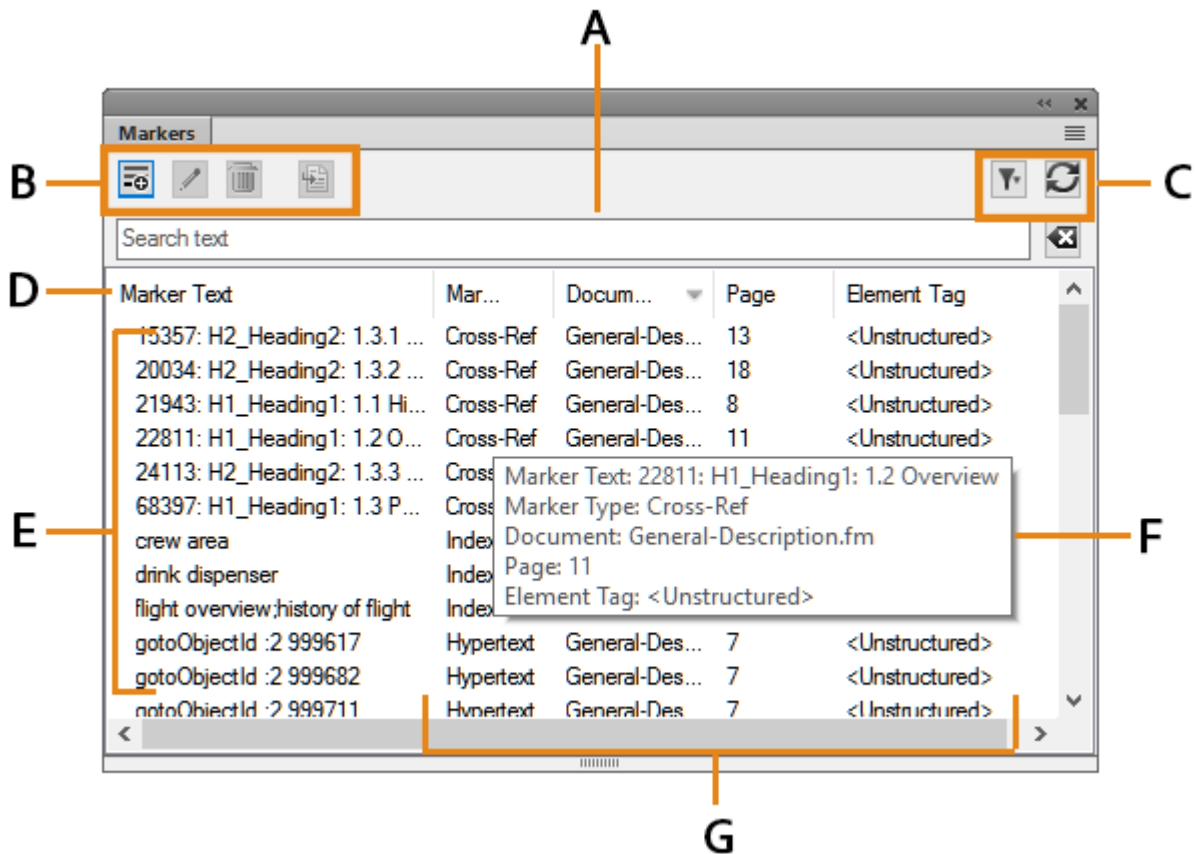 A
Markers
B
C
Search text
D
Marker Text Mar... Docum... Page Element Tag
15357: H2_Heading2: 1.3.1 ... Cross-Ref General-Des... 13 <Unstructured>
20034: H2_Heading2: 1.3.2 ... Cross-Ref General-Des... 18 <Unstructured>
21943: H1_Heading1: 1.1 Hi... Cross-Ref General-Des... 8 <Unstructured>
22811: H1_Heading1: 1.2 O... Cross-Ref General-Des... 11 <Unstructured>
24113: H2_Heading2: 1.3.3 ... Cross
68397: H1_Heading1: 1.3 P... Cross
E
crew area Index
drink dispenser Index
flight overview;history of flight Index
Marker Text: 22811: H1_Heading1: 1.2 Overview
Marker Type: Cross-Ref
Document: General-Description.fm
Page: 11
Element Tag: <Unstructured>
F
gotoObjectId :2 999617 Hypertext General-Des... 7 <Unstructured>
gotoObjectId :2 999682 Hypertext General-Des... 7 <Unstructured>
gotoObjectId :2 999711 Hypertext General-Des 7 <Unstructured>
G